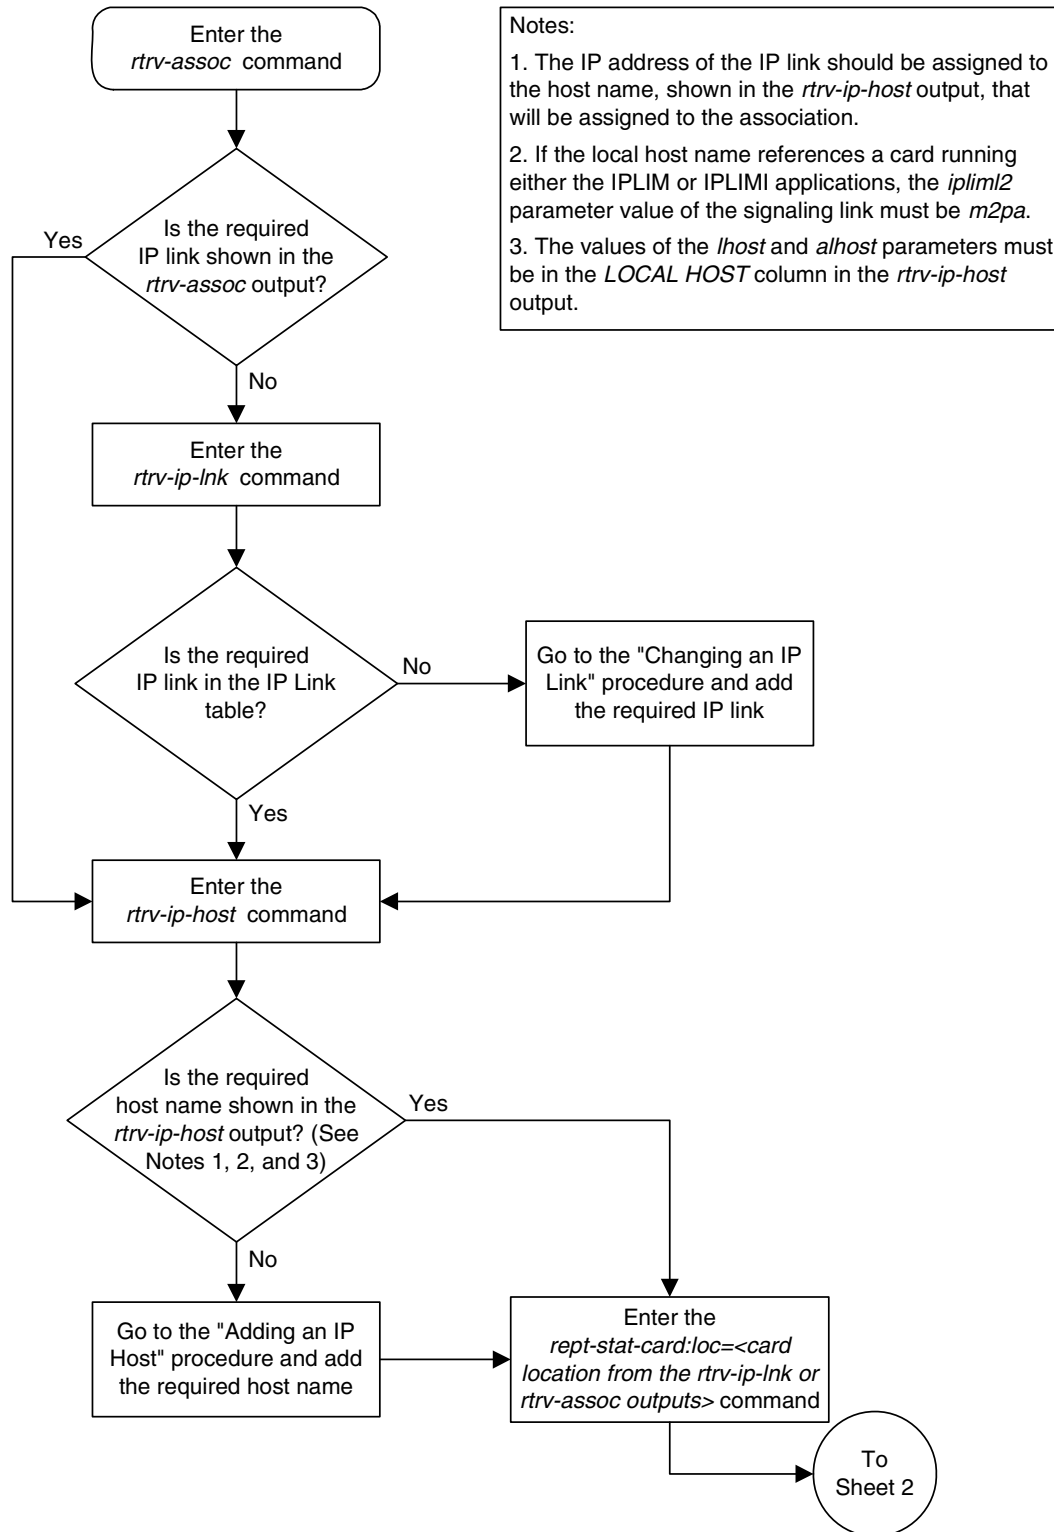 Enter the
rtrv-assoc command
Notes:
1. The IP address of the IP link should be assigned to
the host name, shown in the rtrv-ip-host output, that
will be assigned to the association.
2. If the local host name references a card running
either the IPLIM or IPLIMI applications, the ipliml2
parameter value of the signaling link must be m2pa.
3. The values of the lhost and alhost parameters must
be in the LOCAL HOST column in the rtrv-ip-host
output.
Is the required
IP link shown in the
rtrv-assoc output?
Yes
No
Enter the
rtrv-ip-lnk command
Is the required
IP link in the IP Link
table?
No
Go to the "Changing an IP
Link" procedure and add
the required IP link
Yes
Enter the
rtrv-ip-host command
Is the required
host name shown in the
rtrv-ip-host output? (See
Notes 1, 2, and 3)
Yes
No
Go to the "Adding an IP
Host" procedure and add
the required host name
Enter the
rept-stat-card:loc=<card
location from the rtrv-ip-lnk or
rtrv-assoc outputs> command
To
Sheet 2